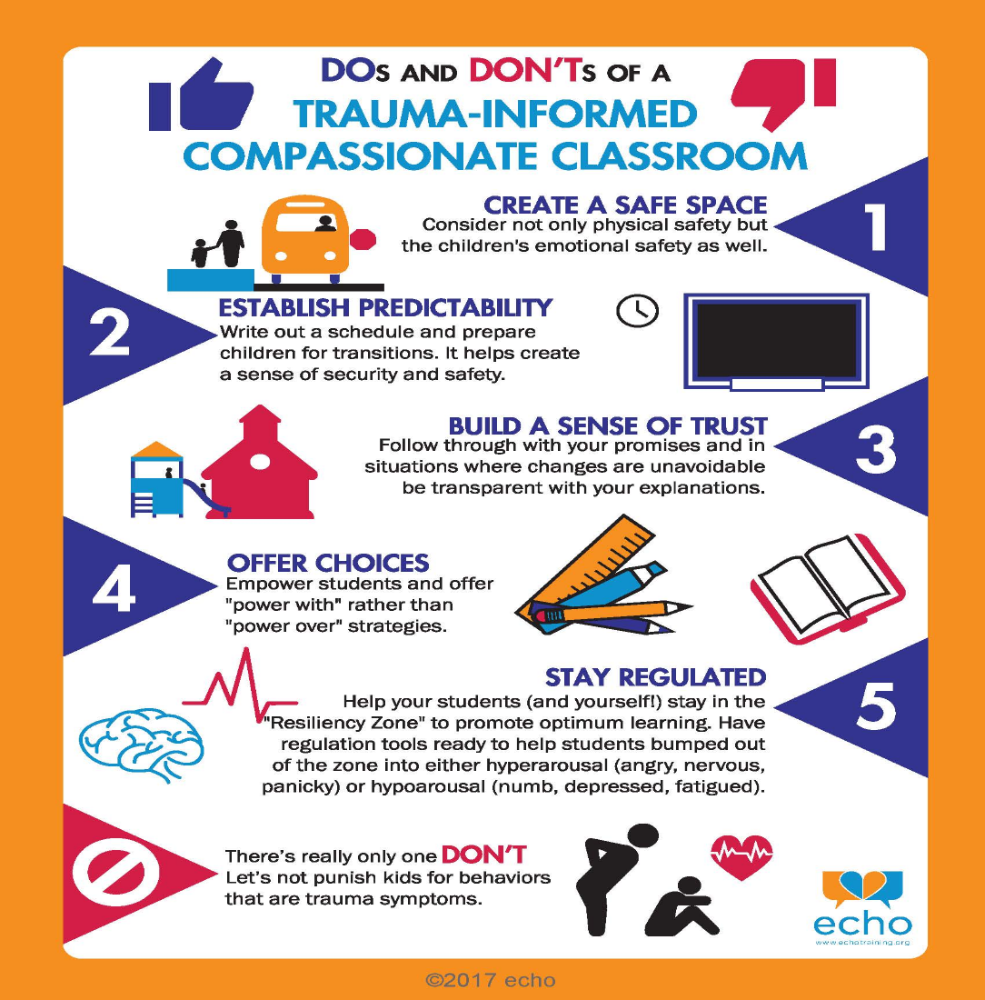 DOs AND DON'Ts OF A
TRAUMA-INFORMED
COMPASSIONATE CLASSROOM
1
CREATE A SAFE SPACE
Consider not only physical safety but
the children's emotional safety as well.
2
ESTABLISH PREDICTABILITY
Write out a schedule and prepare
children for transitions. It helps create
a sense of security and safety.
3
BUILD A SENSE OF TRUST
Follow through with your promises and in
situations where changes are unavoidable
be transparent with your explanations.
4
OFFER CHOICES
Empower students and offer
"power with" rather than
"power over" strategies.
5
STAY REGULATED
Help your students (and yourself!) stay in the
"Resiliency Zone" to promote optimum learning. Have
regulation tools ready to help students bumped out
of the zone into either hyperarousal (angry, nervous,
panicky) or hypoarousal (numb, depressed, fatigued).
There's really only one DON'T
Let's not punish kids for behaviors
that are trauma symptoms.
echo
www.echotraining.org
©2017 echo